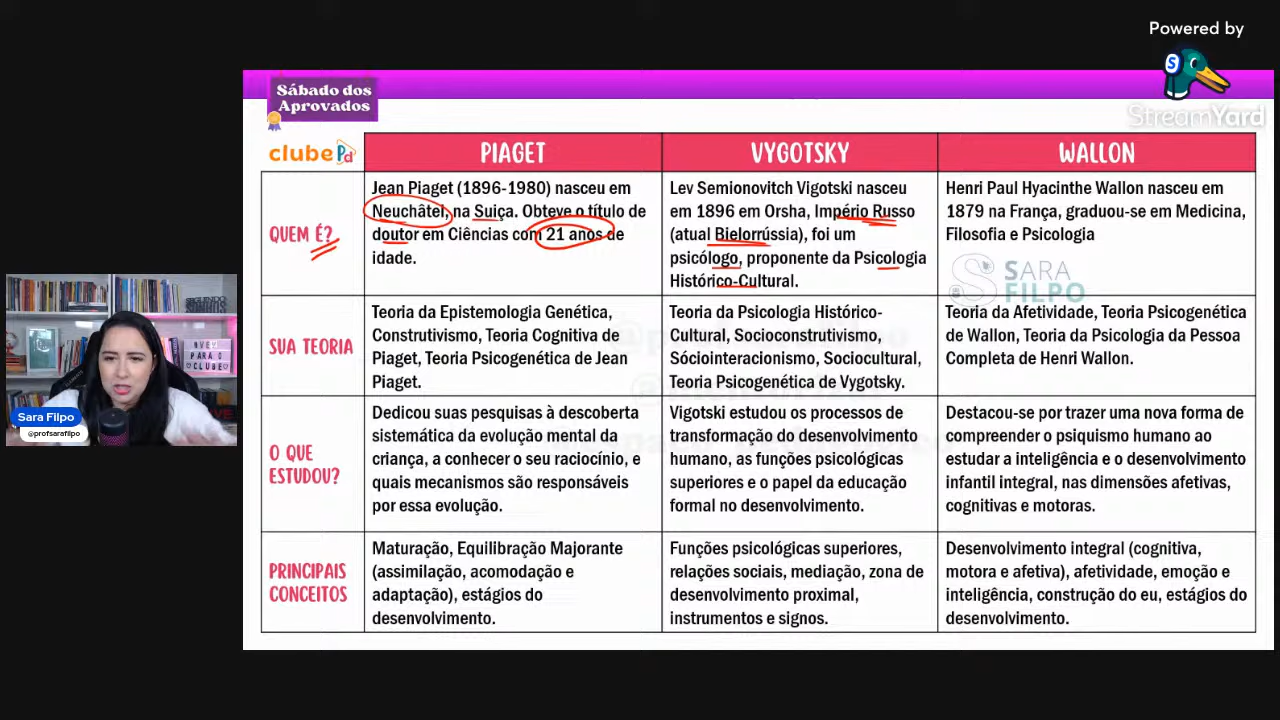 Powered by
StreamYard
Sábado dos
Aprovados
clube Pd
PIAGET
VYGOTSKY
WALLON
QUEM É?
Jean Piaget (1896-1980) nasceu em
Neuchâtel, na Suiça. Obteve o título de
doutor em Ciências com 21 anos de
idade.
Lev Semionovitch Vigotski nasceu
em 1896 em Orsha, Império Russo
(atual Bielorrússia), foi um
psicólogo, proponente da Psicologia
Histórico-Cultural.
Henri Paul Hyacinthe Wallon nasceu em
1879 na França, graduou-se em Medicina,
Filosofia e Psicologia
SARA
FILPO
SUA TEORIA
Teoria da Epistemologia Genética,
Construtivismo, Teoria Cognitiva de
Piaget, Teoria Psicogenética de Jean
Piaget.
Teoria da Psicologia Histórico-
Cultural, Socioconstrutivismo,
Sóciointeracionismo, Sociocultural,
Teoria Psicogenética de Vygotsky.
Teoria da Afetividade, Teoria Psicogenética
de Wallon, Teoria da Psicologia da Pessoa
Completa de Henri Wallon.
O QUE
ESTUDOU?
Dedicou suas pesquisas à descoberta
sistemática da evolução mental da
criança, a conhecer o seu raciocínio, e
quais mecanismos são responsáveis
por essa evolução.
Vigotski estudou os processos de
transformação do desenvolvimento
humano, as funções psicológicas
superiores e o papel da educação
formal no desenvolvimento.
Destacou-se por trazer uma nova forma de
compreender o psiquismo humano ao
estudar a inteligência e o desenvolvimento
infantil integral, nas dimensões afetivas,
cognitivas e motoras.
PRINCIPAIS
CONCEITOS
Maturação, Equilibração Majorante
(assimilação, acomodação e
adaptação), estágios do
desenvolvimento.
Funções psicológicas superiores,
relações sociais, mediação, zona de
desenvolvimento proximal,
instrumentos e signos.
Desenvolvimento integral (cognitiva,
motora e afetiva), afetividade, emoção e
inteligência, construção do eu, estágios do
desenvolvimento.
PARA O
CLUBE
Sara Filpo
@profsarafilpo